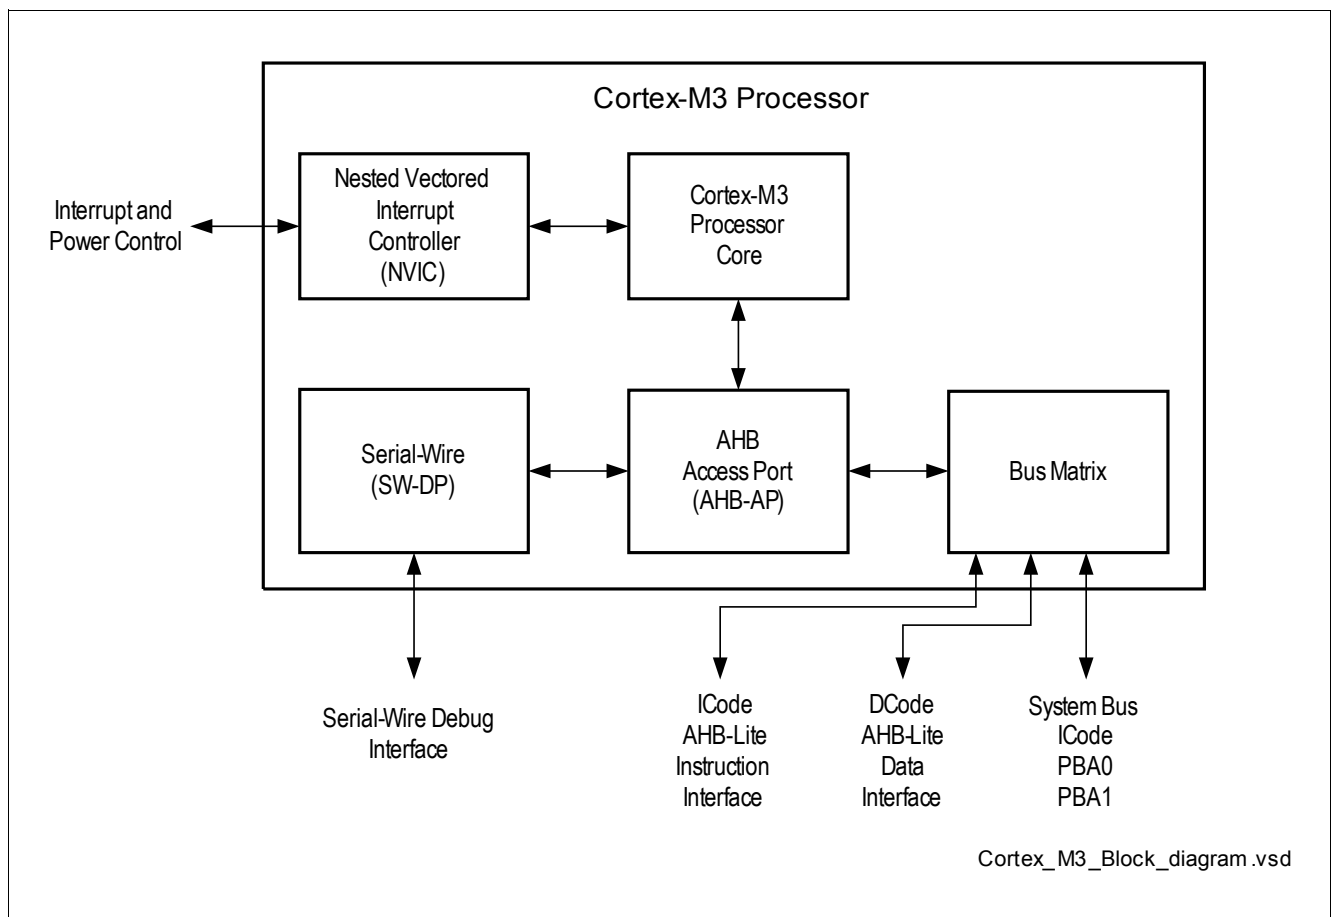 Cortex-M3 Processor
Nested Vectored
Interrupt
Controller
(NVIC)
Cortex-M3
Processor
Core
Interrupt and
Power Control
Serial-Wire
(SW-DP)
AHB
Access Port
(AHB-AP)
Bus Matrix
Serial-Wire Debug
Interface
ICode
AHB-Lite
Instruction
Interface
DCode
AHB-Lite
Data
Interface
System Bus
ICode
PBA0
PBA1
Cortex_M3_Block_diagram.vsd